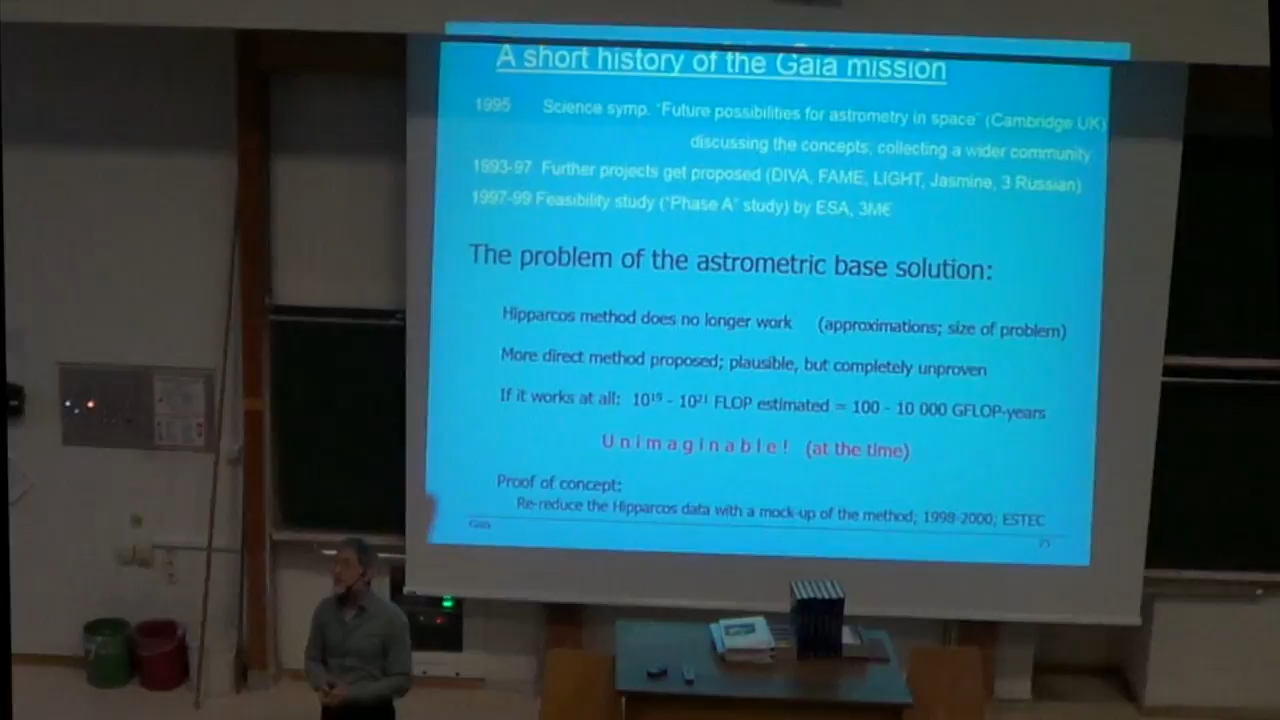 A short history of the Gaia mission
1995 Science symp. "Future possibilities for astrometry in space" (Cambridge UK)
discussing the concepts; collecting a wider community
1993-97 Further projects get proposed (DIVA, FAME, LIGHT, Jasmine, 3 Russian)
1997-99 Feasibility study ("Phase A" study) by ESA, 3M€
The problem of the astrometric base solution:
Hipparcos method does no longer work (approximations; size of problem)
More direct method proposed; plausible, but completely unproven
If it works at all: 10¹⁹ - 10²¹ FLOP estimated = 100 - 10 000 GFLOP-years
Unimaginable! (at the time)
Proof of concept:
Re-reduce the Hipparcos data with a mock-up of the method; 1998-2000; ESTEC
Gaia